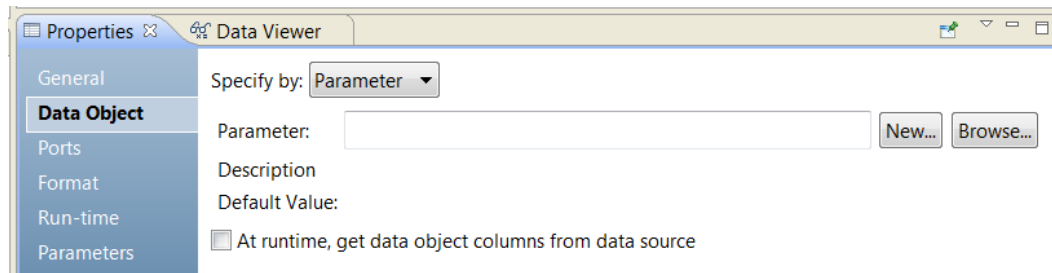 Properties Data Viewer
General
Data Object
Ports
Format
Run-time
Parameters
Specify by: Parameter
Parameter: New... Browse...
Description
Default Value:
At runtime, get data object columns from data source